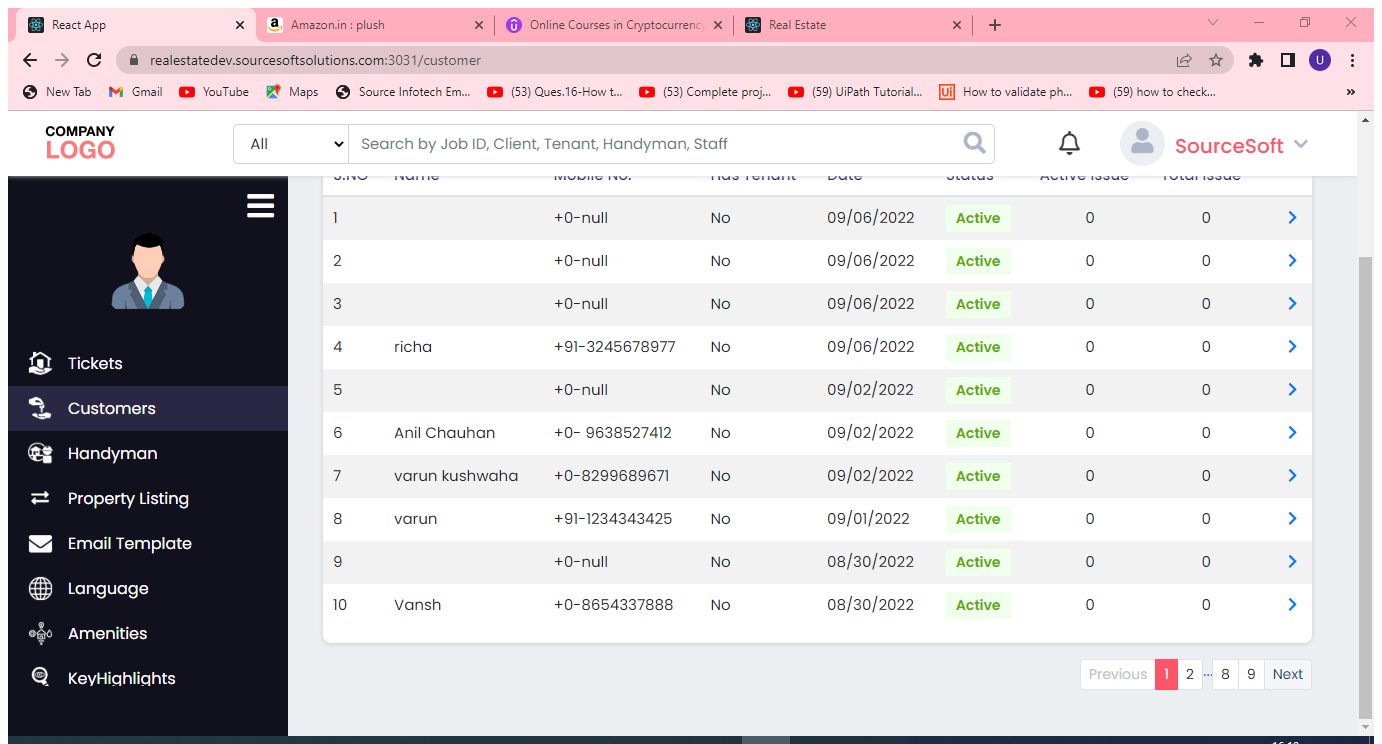 React App
Amazon.in : plush
Online Courses in Cryptocurrency
Real Estate
realestatedev.sourcesoftsolutions.com:3031/customer
U
New Tab
Gmail
YouTube
Maps
Source Infotech Em...
(53) Ques.16-How t...
(53) Complete proj...
(59) UiPath Tutorial...
How to validate ph...
(59) how to check...
»
COMPANY
LOGO
All
Search by Job ID, Client, Tenant, Handyman, Staff
SourceSoft
S.NO Name Mobile No. Has Tenant Date Status Active Issue Total Issue
1 +0-null No 09/06/2022 Active 0 0
2 +0-null No 09/06/2022 Active 0 0
3 +0-null No 09/06/2022 Active 0 0
4 richa +91-3245678977 No 09/06/2022 Active 0 0
5 +0-null No 09/02/2022 Active 0 0
6 Anil Chauhan +0- 9638527412 No 09/02/2022 Active 0 0
7 varun kushwaha +0-8299689671 No 09/02/2022 Active 0 0
8 varun +91-1234343425 No 09/01/2022 Active 0 0
9 +0-null No 08/30/2022 Active 0 0
10 Vansh +0-8654337888 No 08/30/2022 Active 0 0
Previous 1 2 ... 8 9 Next
Tickets
Customers
Handyman
Property Listing
Email Template
Language
Amenities
KeyHighlights